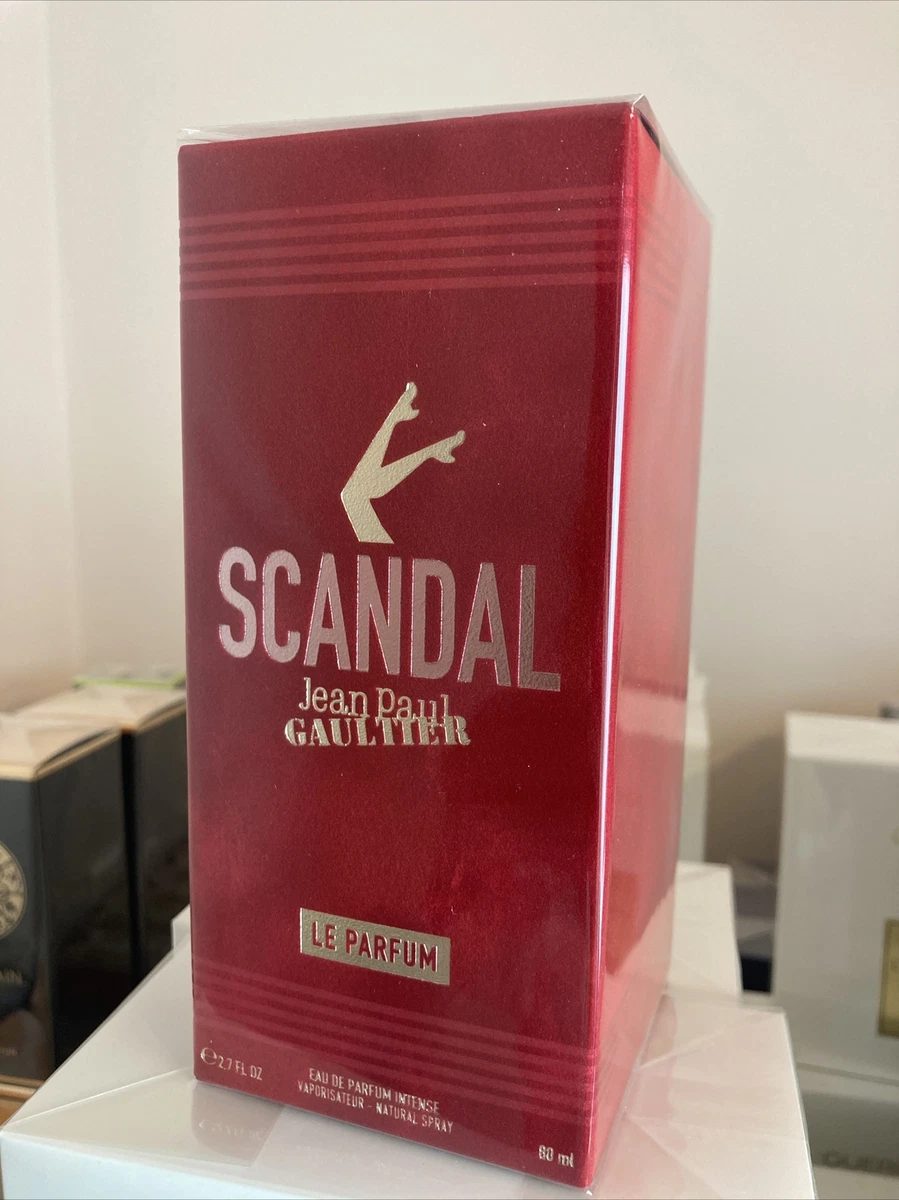 SCANDAL
Jean Paul
GAULTIER
LE PARFUM
℮ 2.7 FL OZ
EAU DE PARFUM INTENSE
VAPORISATEUR - NATURAL SPRAY
80 ml